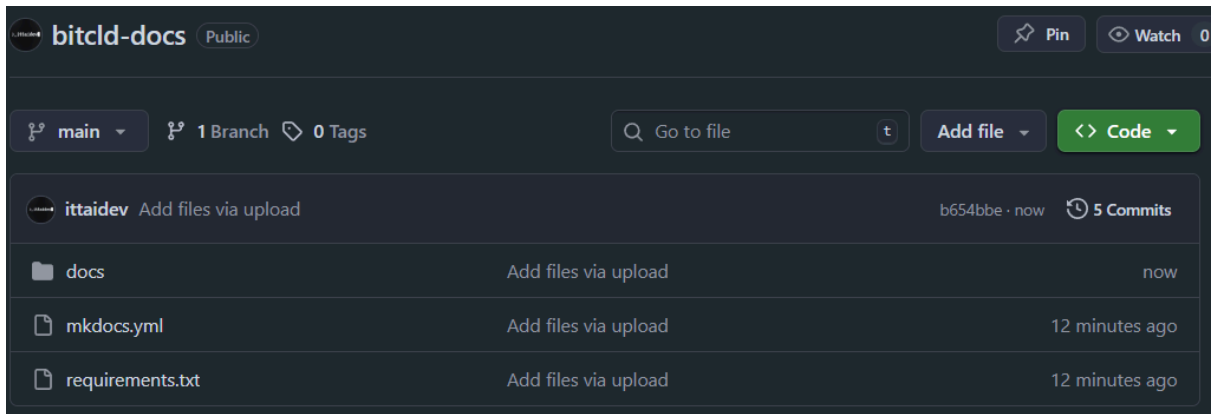 bitcld-docs Public Pin Watch 0
main 1 Branch 0 Tags Go to file t Add file Code
ittaidev Add files via upload b654bbe · now 5 Commits
docs Add files via upload now
mkdocs.yml Add files via upload 12 minutes ago
requirements.txt Add files via upload 12 minutes ago